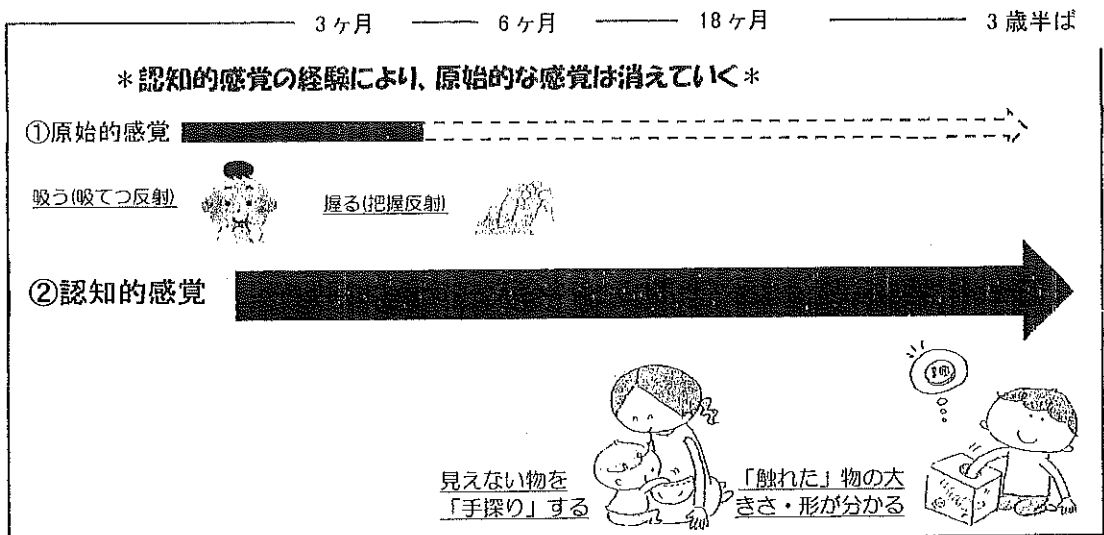 3ヶ月 6ヶ月 18ヶ月 3歳半ば
＊認知的感覚の経験により、原始的な感覚は消えていく＊
①原始的感覚
吸う(吸てつ反射)
握る(把握反射)
②認知的感覚
見えない物を
「手探り」する
「触れた」物の大
きさ・形が分かる